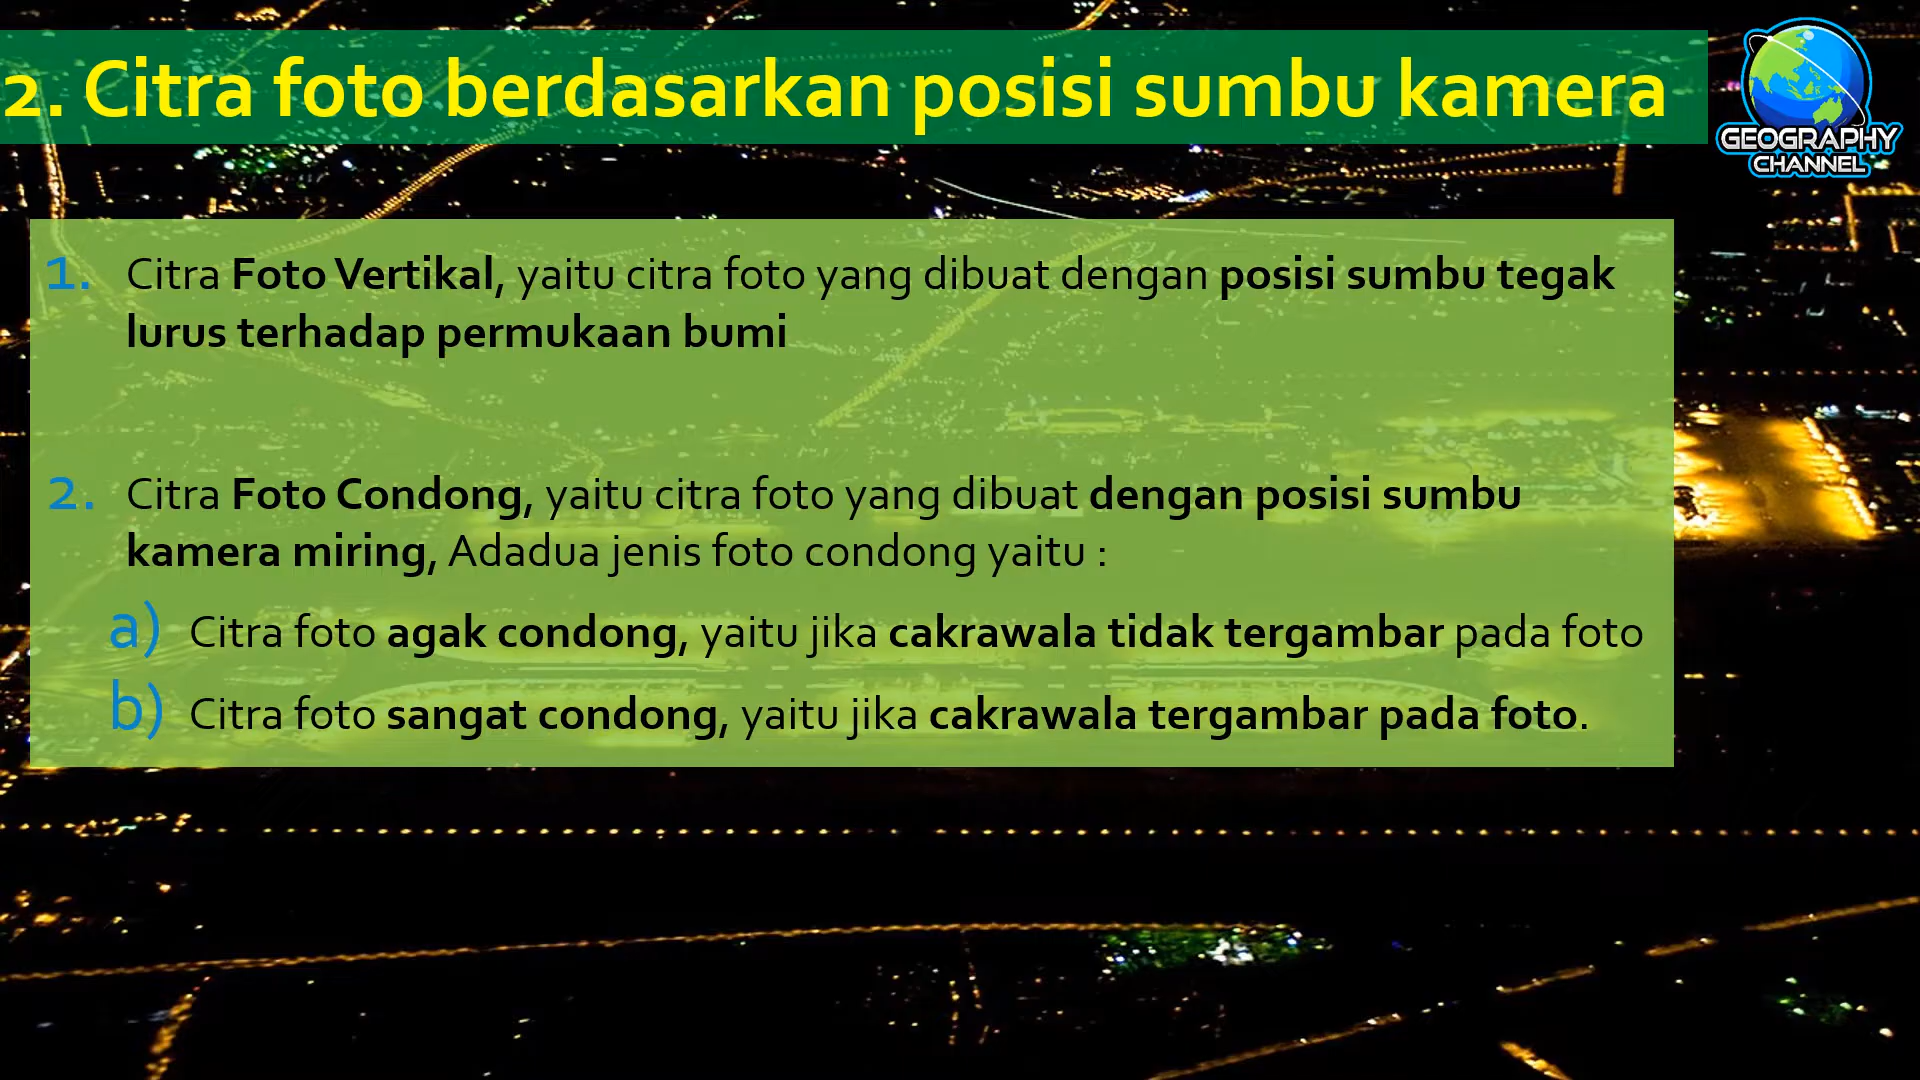 2. Citra foto berdasarkan posisi sumbu kamera
GEOGRAPHY
CHANNEL
1. Citra Foto Vertikal, yaitu citra foto yang dibuat dengan posisi sumbu tegak
lurus terhadap permukaan bumi
2. Citra Foto Condong, yaitu citra foto yang dibuat dengan posisi sumbu
kamera miring, Adadua jenis foto condong yaitu :
a) Citra foto agak condong, yaitu jika cakrawala tidak tergambar pada foto
b) Citra foto sangat condong, yaitu jika cakrawala tergambar pada foto.